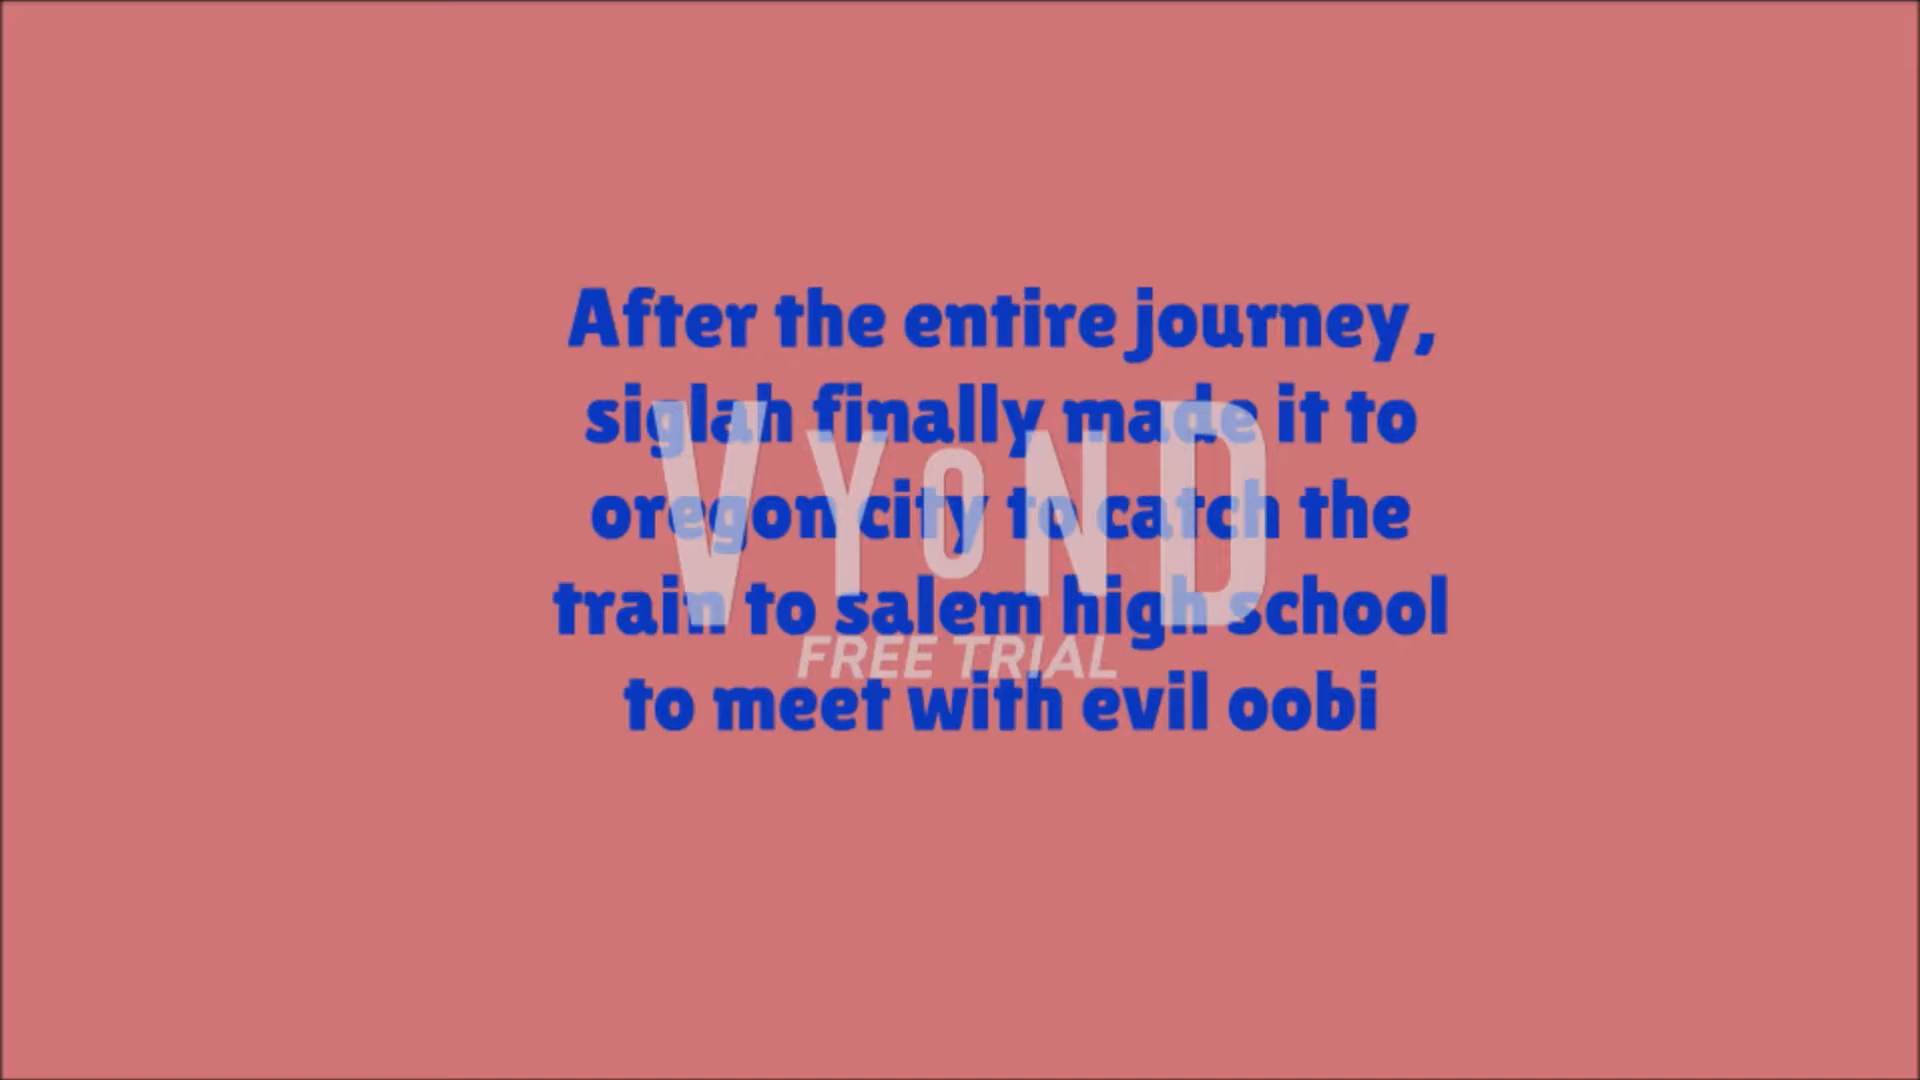 After the entire journey,
siglah finally made it to
oregon city to catch the
train to salem high school
to meet with evil oobi
VYOND
FREE TRIAL